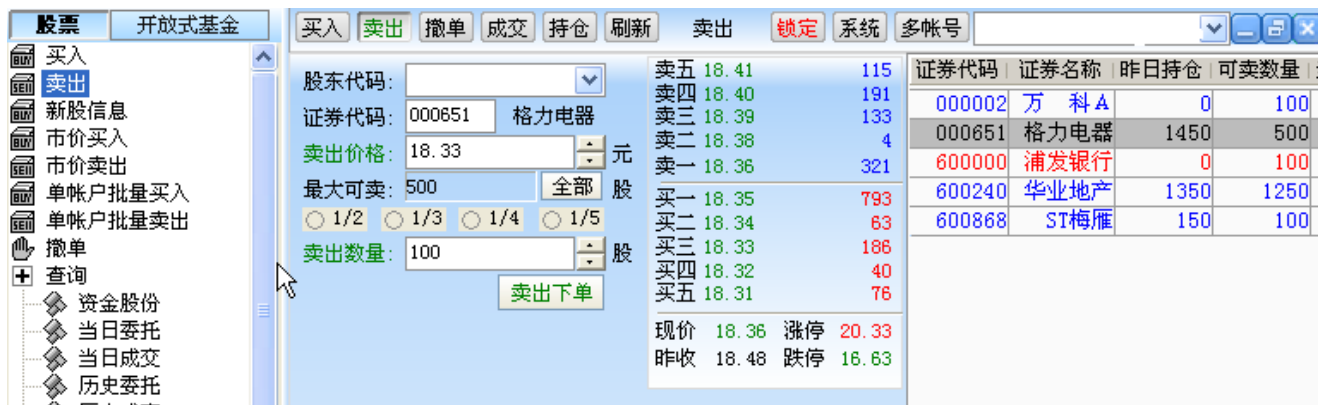 股票 开放式基金
买入 卖出 撤单 成交 持仓 刷新 卖出 锁定 系统 多帐号
BUY 买入
Sell 卖出
BUY 新股信息
BUY 市价买入
Sell 市价卖出
BUY 单帐户批量买入
Sell 单帐户批量卖出
撤单
查询
资金股份
当日委托
当日成交
历史委托
股东代码:
证券代码: 000651 格力电器
卖出价格: 18.33 元
最大可卖: 500 全部 股
1/2 1/3 1/4 1/5
卖出数量: 100 股
卖出下单
卖五 18.41 115
卖四 18.40 191
卖三 18.39 133
卖二 18.38 4
卖一 18.36 321
买一 18.35 793
买二 18.34 63
买三 18.33 186
买四 18.32 40
买五 18.31 76
现价 18.36 涨停 20.33
昨收 18.48 跌停 16.63
证券代码 证券名称 昨日持仓 可卖数量
000002 万 科A 0 100
000651 格力电器 1450 500
600000 浦发银行 0 100
600240 华业地产 1350 1250
600868 ST梅雁 150 100